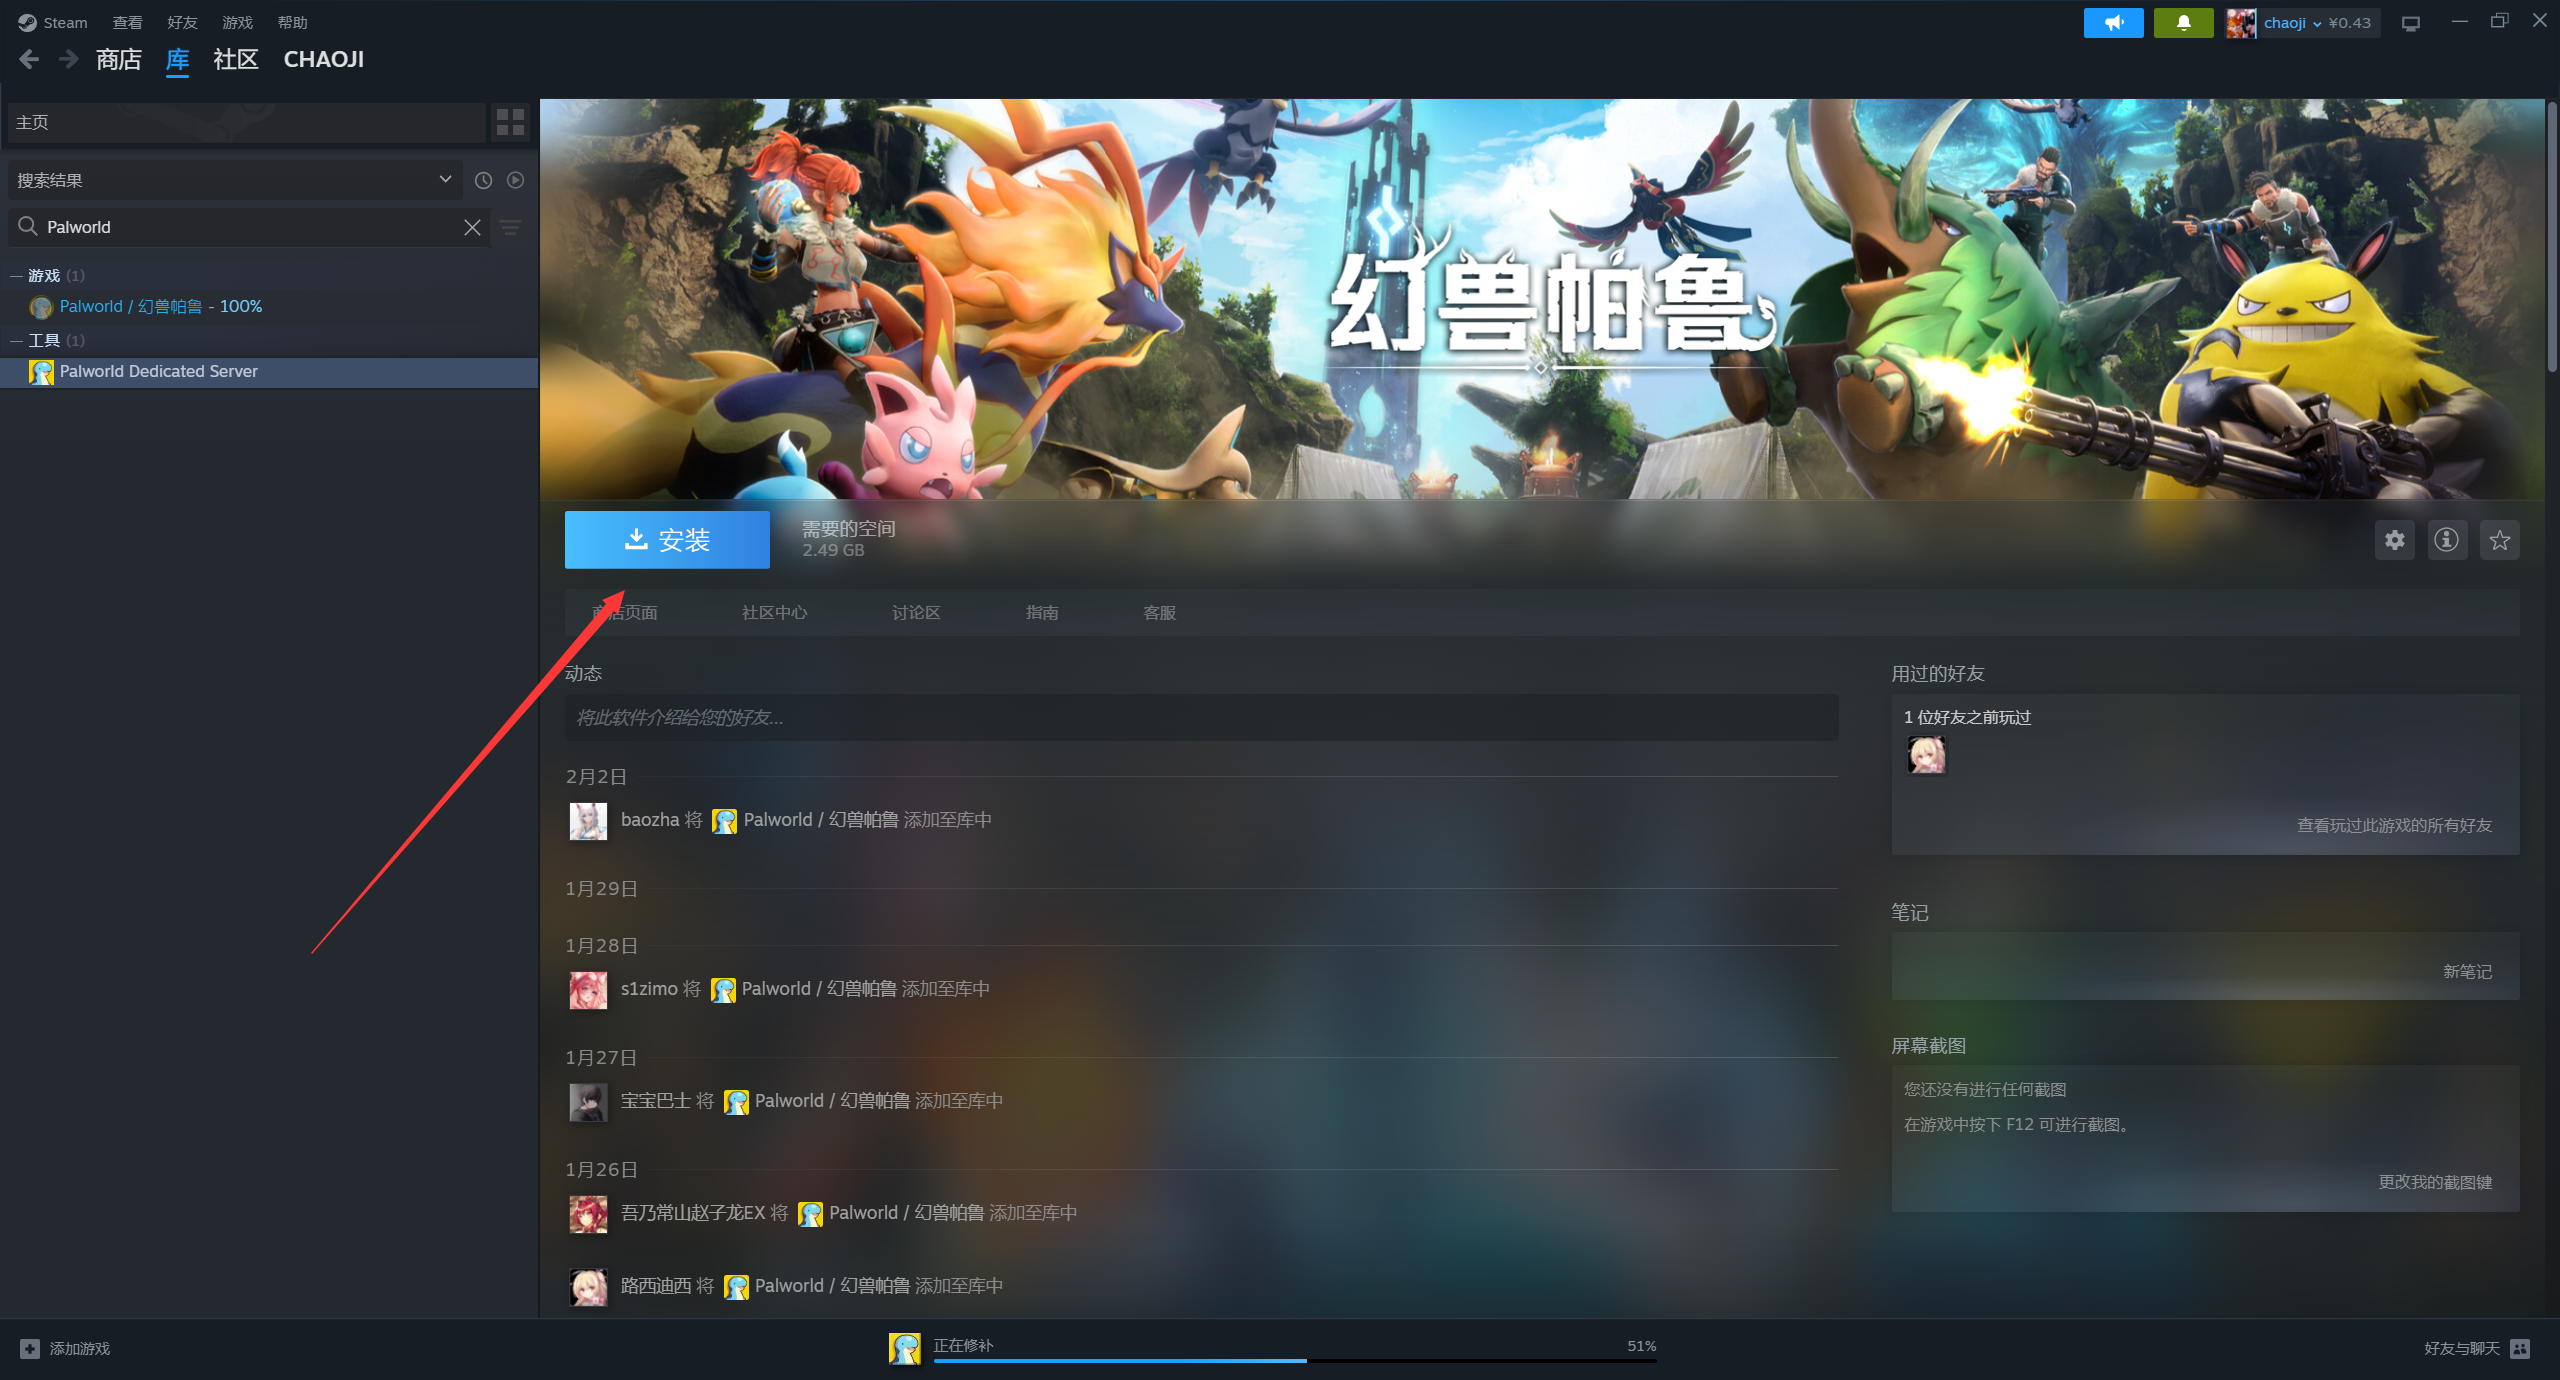 Steam 查看 好友 游戏 帮助
chaoji ¥0.43
商店 库 社区 CHAOJI
主页
搜索结果
Palworld
游戏 (1)
Palworld / 幻兽帕鲁 - 100%
工具 (1)
Palworld Dedicated Server
幻兽帕鲁
安装
需要的空间
2.49 GB
商店页面 社区中心 讨论区 指南 客服
动态
将此软件介绍给您的好友...
2月2日
baozha 将 Palworld / 幻兽帕鲁 添加至库中
1月29日
1月28日
s1zimo 将 Palworld / 幻兽帕鲁 添加至库中
1月27日
宝宝巴士 将 Palworld / 幻兽帕鲁 添加至库中
1月26日
吾乃常山赵子龙EX 将 Palworld / 幻兽帕鲁 添加至库中
路西迪西 将 Palworld / 幻兽帕鲁 添加至库中
用过的好友
1 位好友之前玩过
查看玩过此游戏的所有好友
笔记
新笔记
屏幕截图
您还没有进行任何截图
在游戏中按下 F12 可进行截图。
更改我的截图键
添加游戏
正在修补 51%
好友与聊天